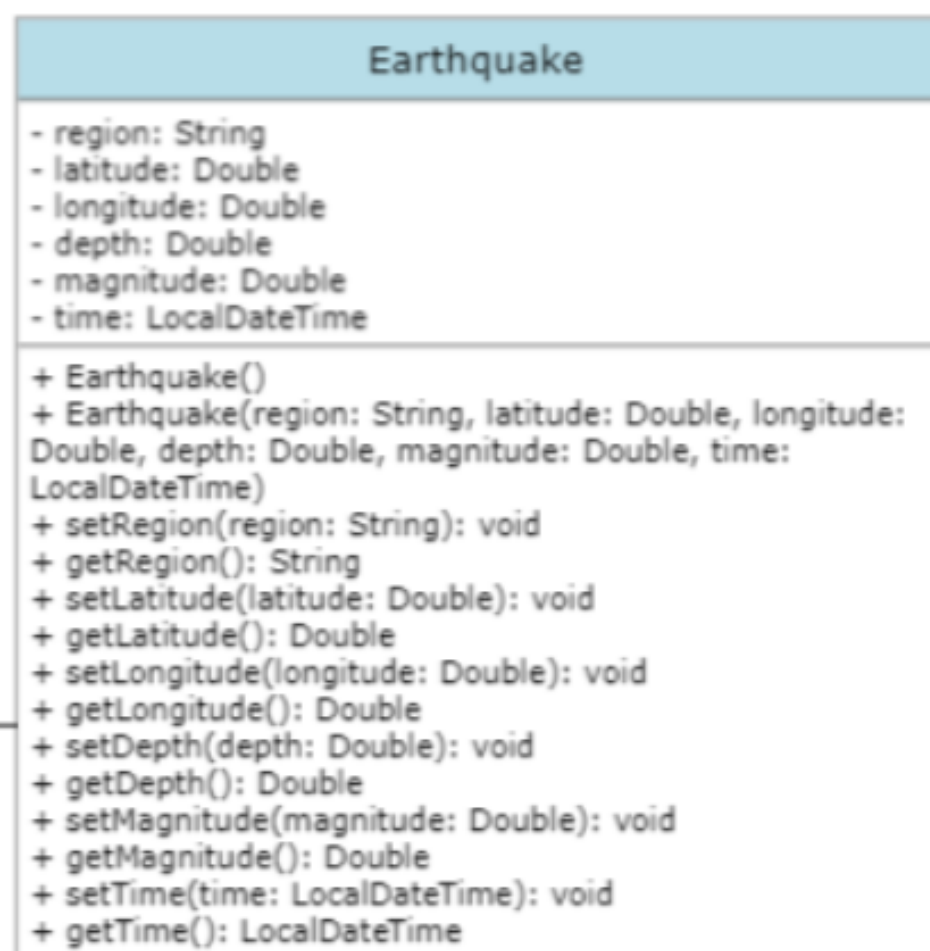 Earthquake
- region: String
- latitude: Double
- longitude: Double
- depth: Double
- magnitude: Double
- time: LocalDateTime
+ Earthquake()
+ Earthquake(region: String, latitude: Double, longitude:
Double, depth: Double, magnitude: Double, time:
LocalDateTime)
+ setRegion(region: String): void
+ getRegion(): String
+ setLatitude(latitude: Double): void
+ getLatitude(): Double
+ setLongitude(longitude: Double): void
+ getLongitude(): Double
+ setDepth(depth: Double): void
+ getDepth(): Double
+ setMagnitude(magnitude: Double): void
+ getMagnitude(): Double
+ setTime(time: LocalDateTime): void
+ getTime(): LocalDateTime